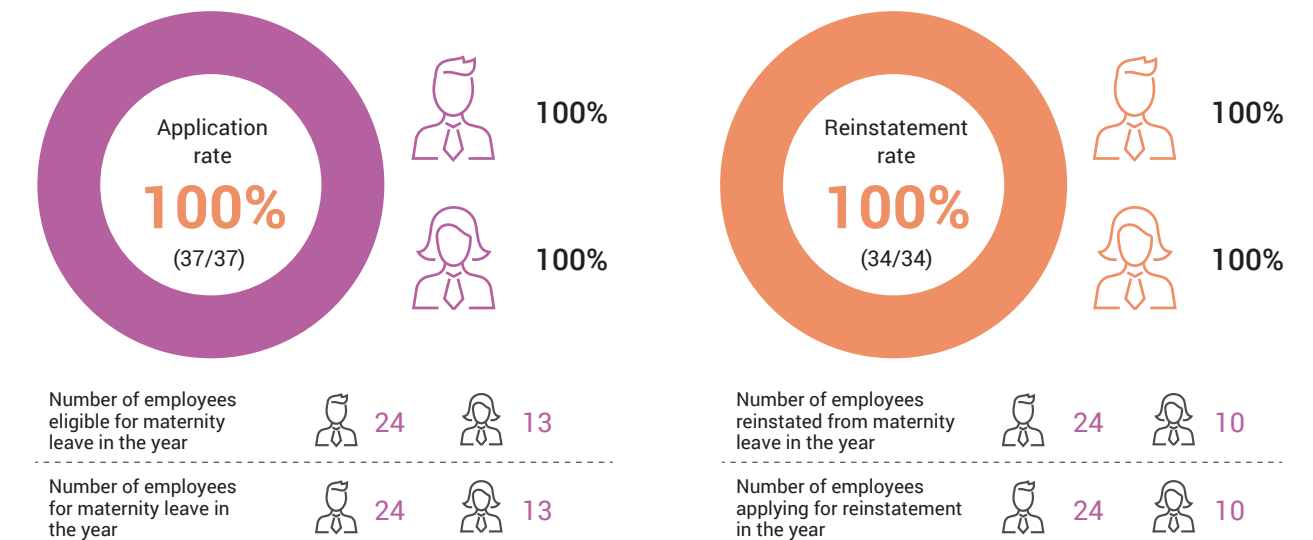 Application
rate
100%
(37/37)
100%
100%
Number of employees
eligible for maternity
leave in the year
24
13
Number of employees
for maternity leave in
the year
24
13
Reinstatement
rate
100%
(34/34)
100%
100%
Number of employees
reinstated from maternity
leave in the year
24
10
Number of employees
applying for reinstatement
in the year
24
10